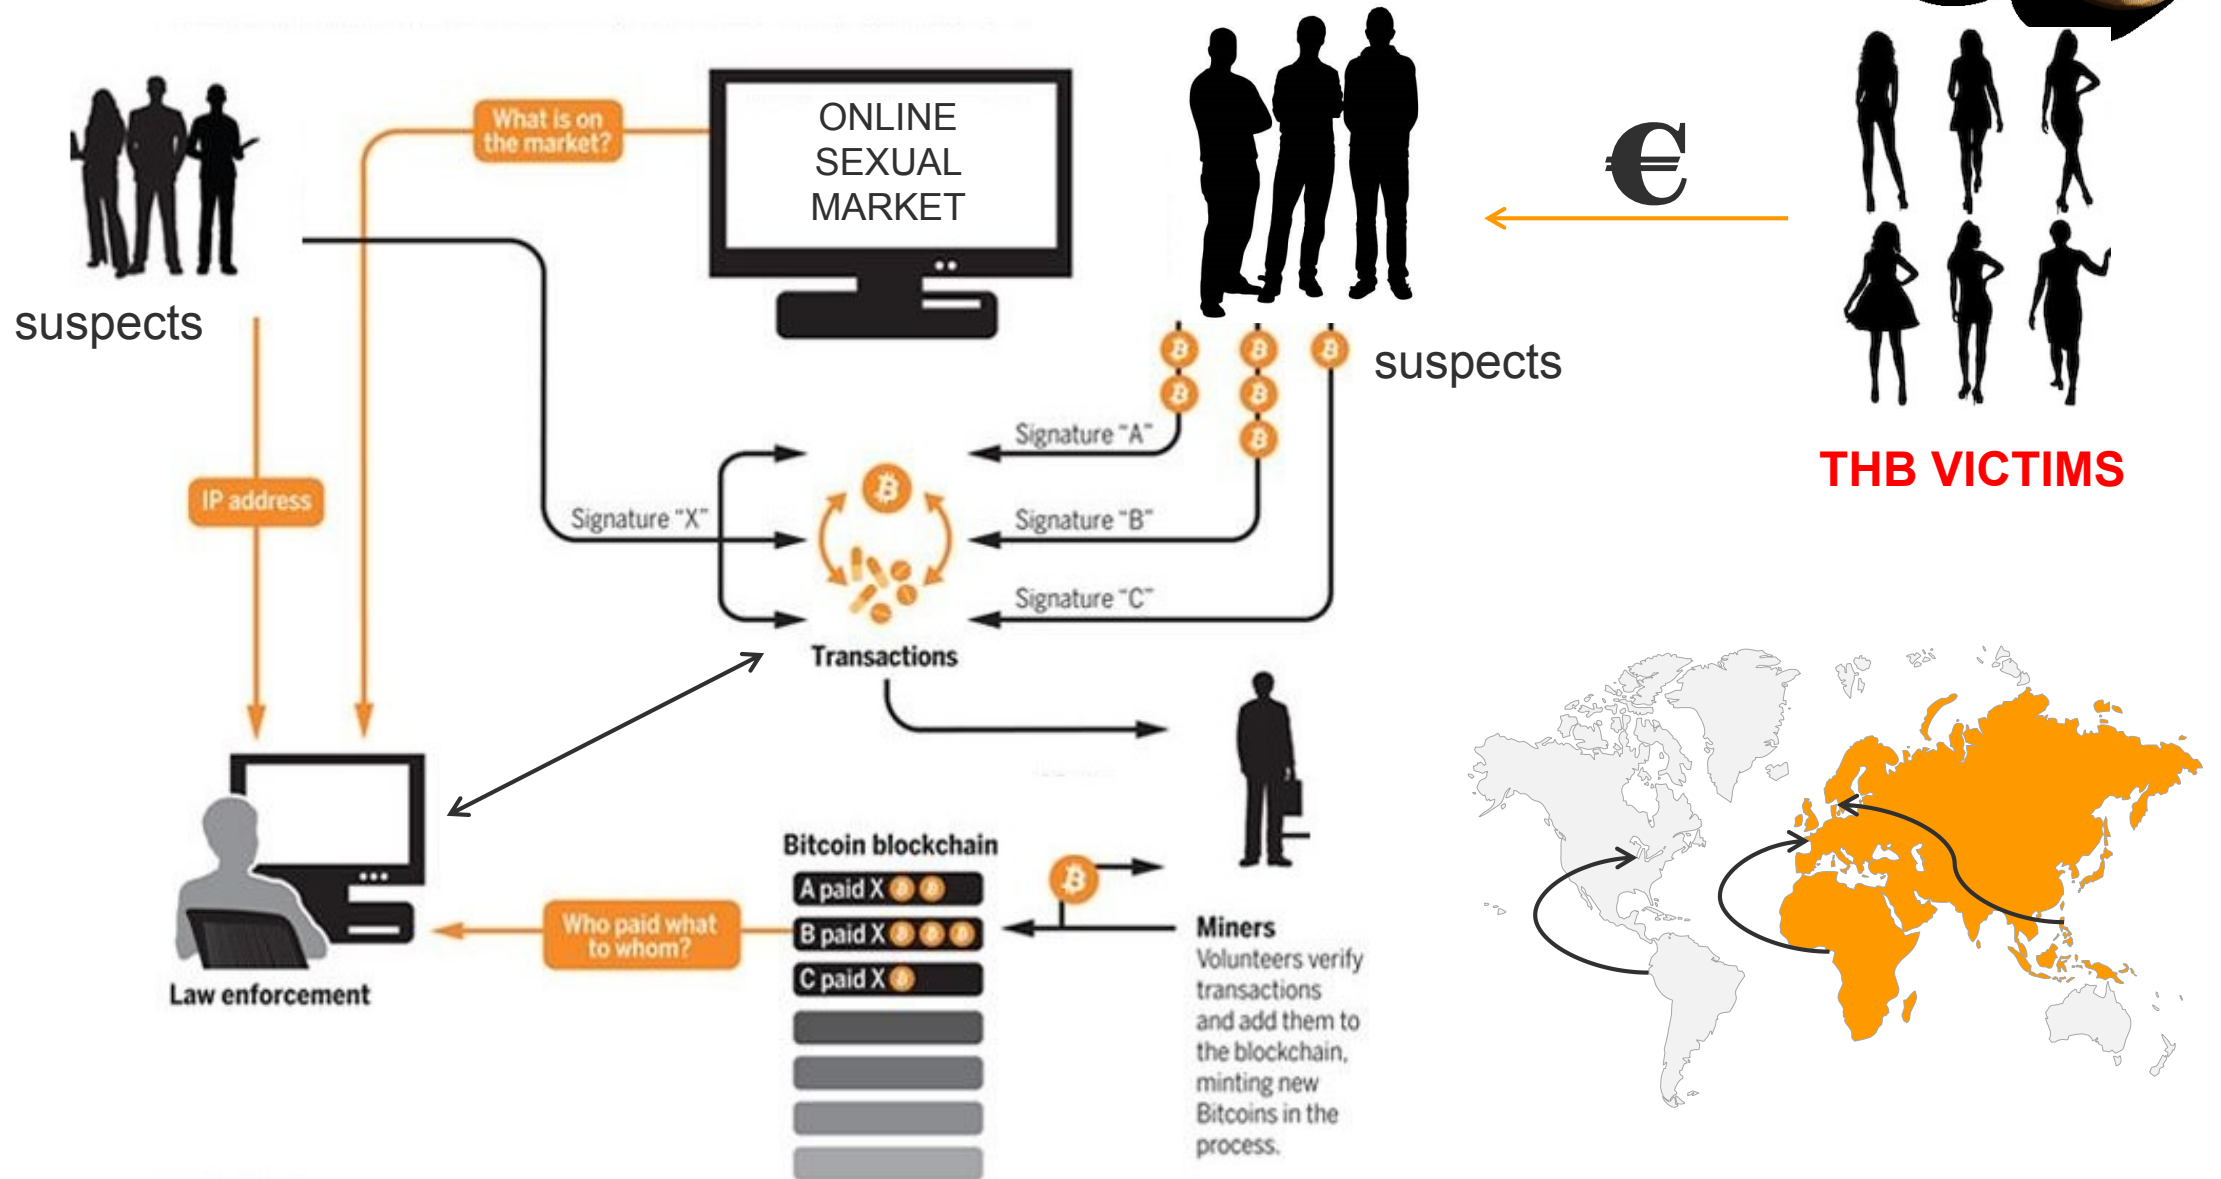 What is on
the market?
ONLINE
SEXUAL
MARKET
€
suspects
suspects
Signature “A”
THB VICTIMS
IP address
Signature “X”
Signature “B”
Signature “C”
Transactions
Bitcoin blockchain
A paid X
B paid X
C paid X
Who paid what
to whom?
Law enforcement
Miners
Volunteers verify
transactions
and add them to
the blockchain,
minting new
Bitcoins in the
process.